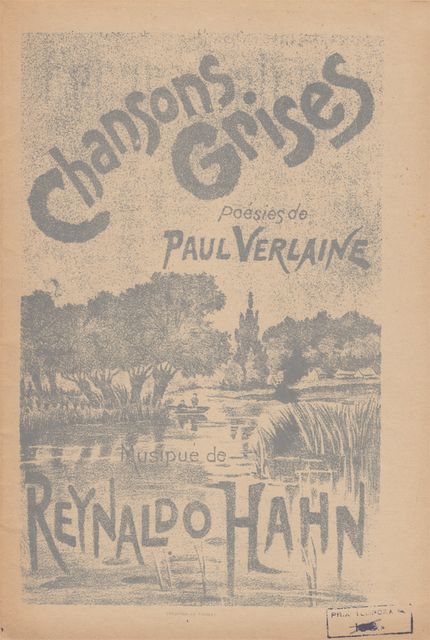 Chansons
Grises
Poésies de
PAUL VERLAINE
Musique de
REYNALDO HAHN